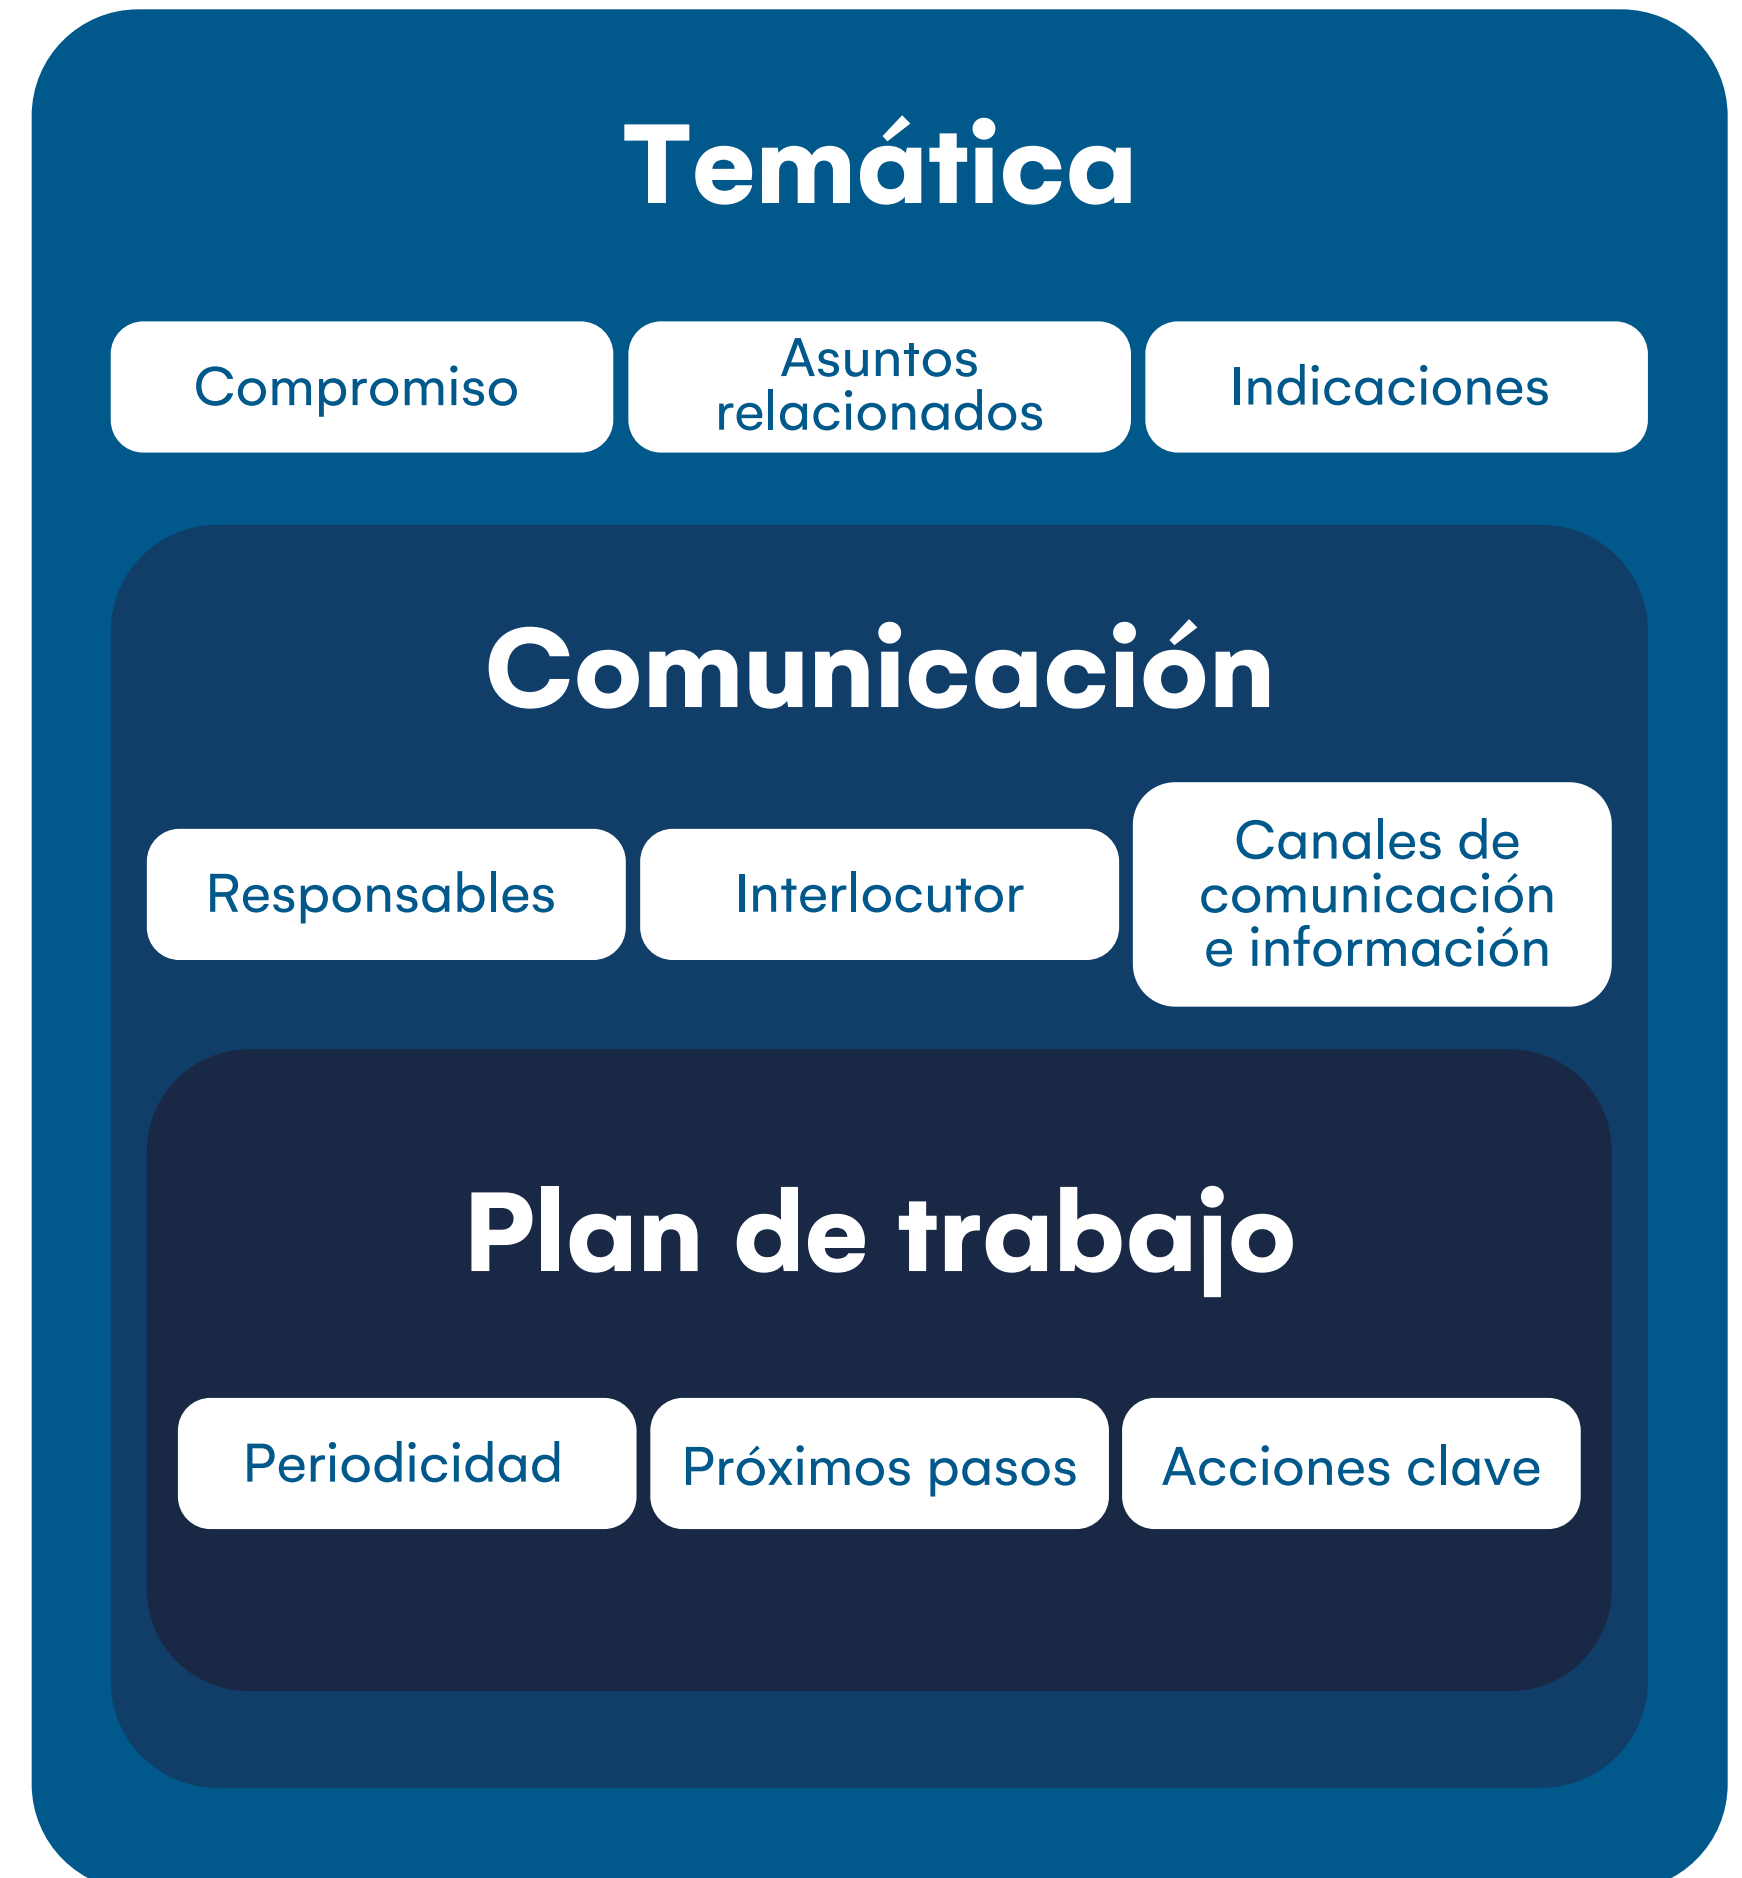 Temática
Compromiso
Asuntos
relacionados
Indicaciones
Comunicación
Responsables
Interlocutor
Canales de
comunicación
e información
Plan de trabajo
Periodicidad
Próximos pasos
Acciones clave